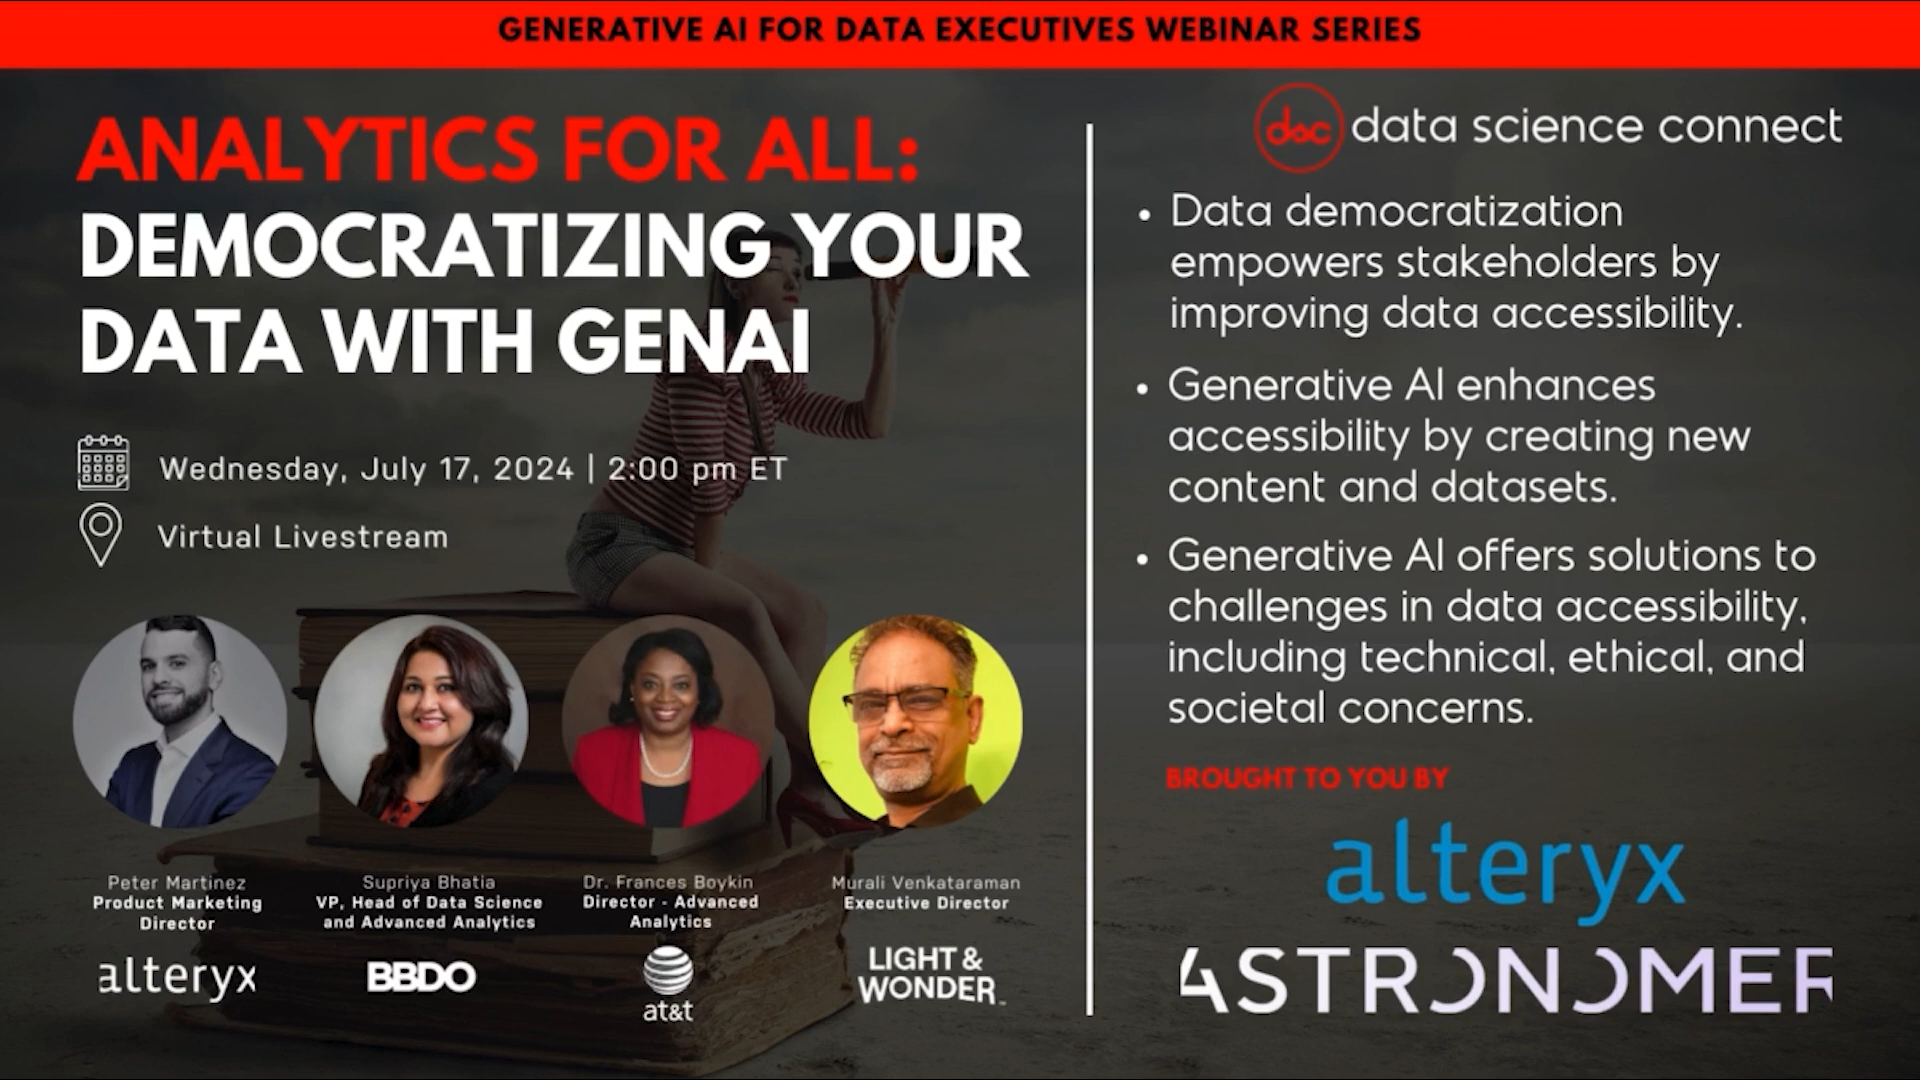 GENERATIVE AI FOR DATA EXECUTIVES WEBINAR SERIES
ANALYTICS FOR ALL:
DEMOCRATIZING YOUR
DATA WITH GENAI
Wednesday, July 17, 2024 | 2:00 pm ET
Virtual Livestream
Peter Martinez
Product Marketing
Director
alteryx
Supriya Bhatia
VP, Head of Data Science
and Advanced Analytics
BBDO
Dr. Frances Boykin
Director - Advanced
Analytics
at&t
Murali Venkataraman
Executive Director
LIGHT &
WONDER
dsc data science connect
• Data democratization
empowers stakeholders by
improving data accessibility.
• Generative AI enhances
accessibility by creating new
content and datasets.
• Generative AI offers solutions to
challenges in data accessibility,
including technical, ethical, and
societal concerns.
BROUGHT TO YOU BY
alteryx
ASTRONOMER